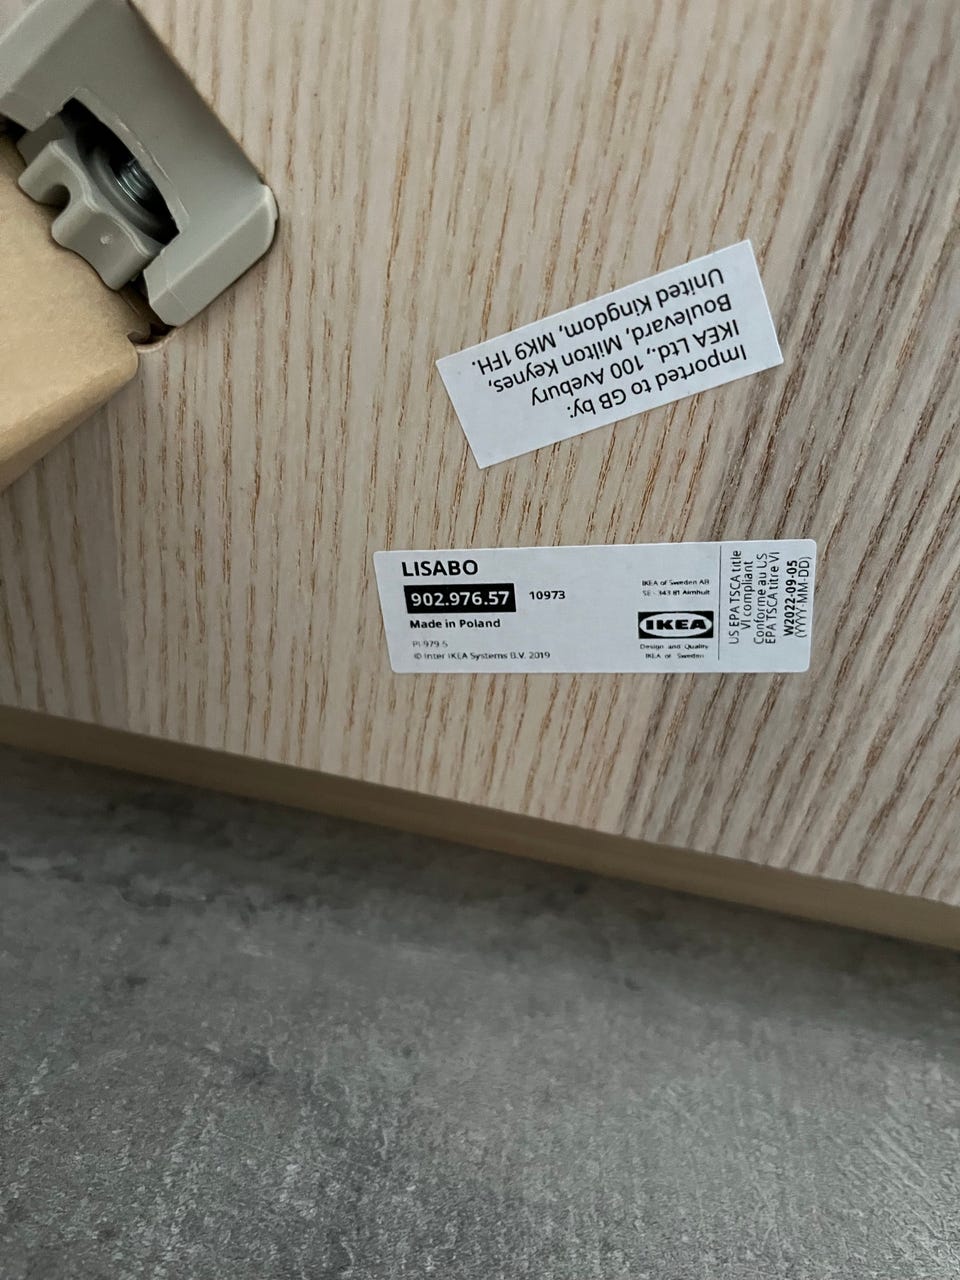 Imported to GB by:
IKEA Ltd., 100 Avebury
Boulevard, Milton Keynes,
United Kingdom, MK9 1FH.
LISABO
902.976.57 10973
Made in Poland
PI-979-S
© Inter IKEA Systems B.V. 2019
IKEA of Sweden AB
SE - 343 81 Älmhult
IKEA
Design and Quality
IKEA of Sweden
US EPA TSCA title
VI compliant
Conforme au US
EPA TSCA titre VI
W2022-09-05
(YYYY-MM-DD)